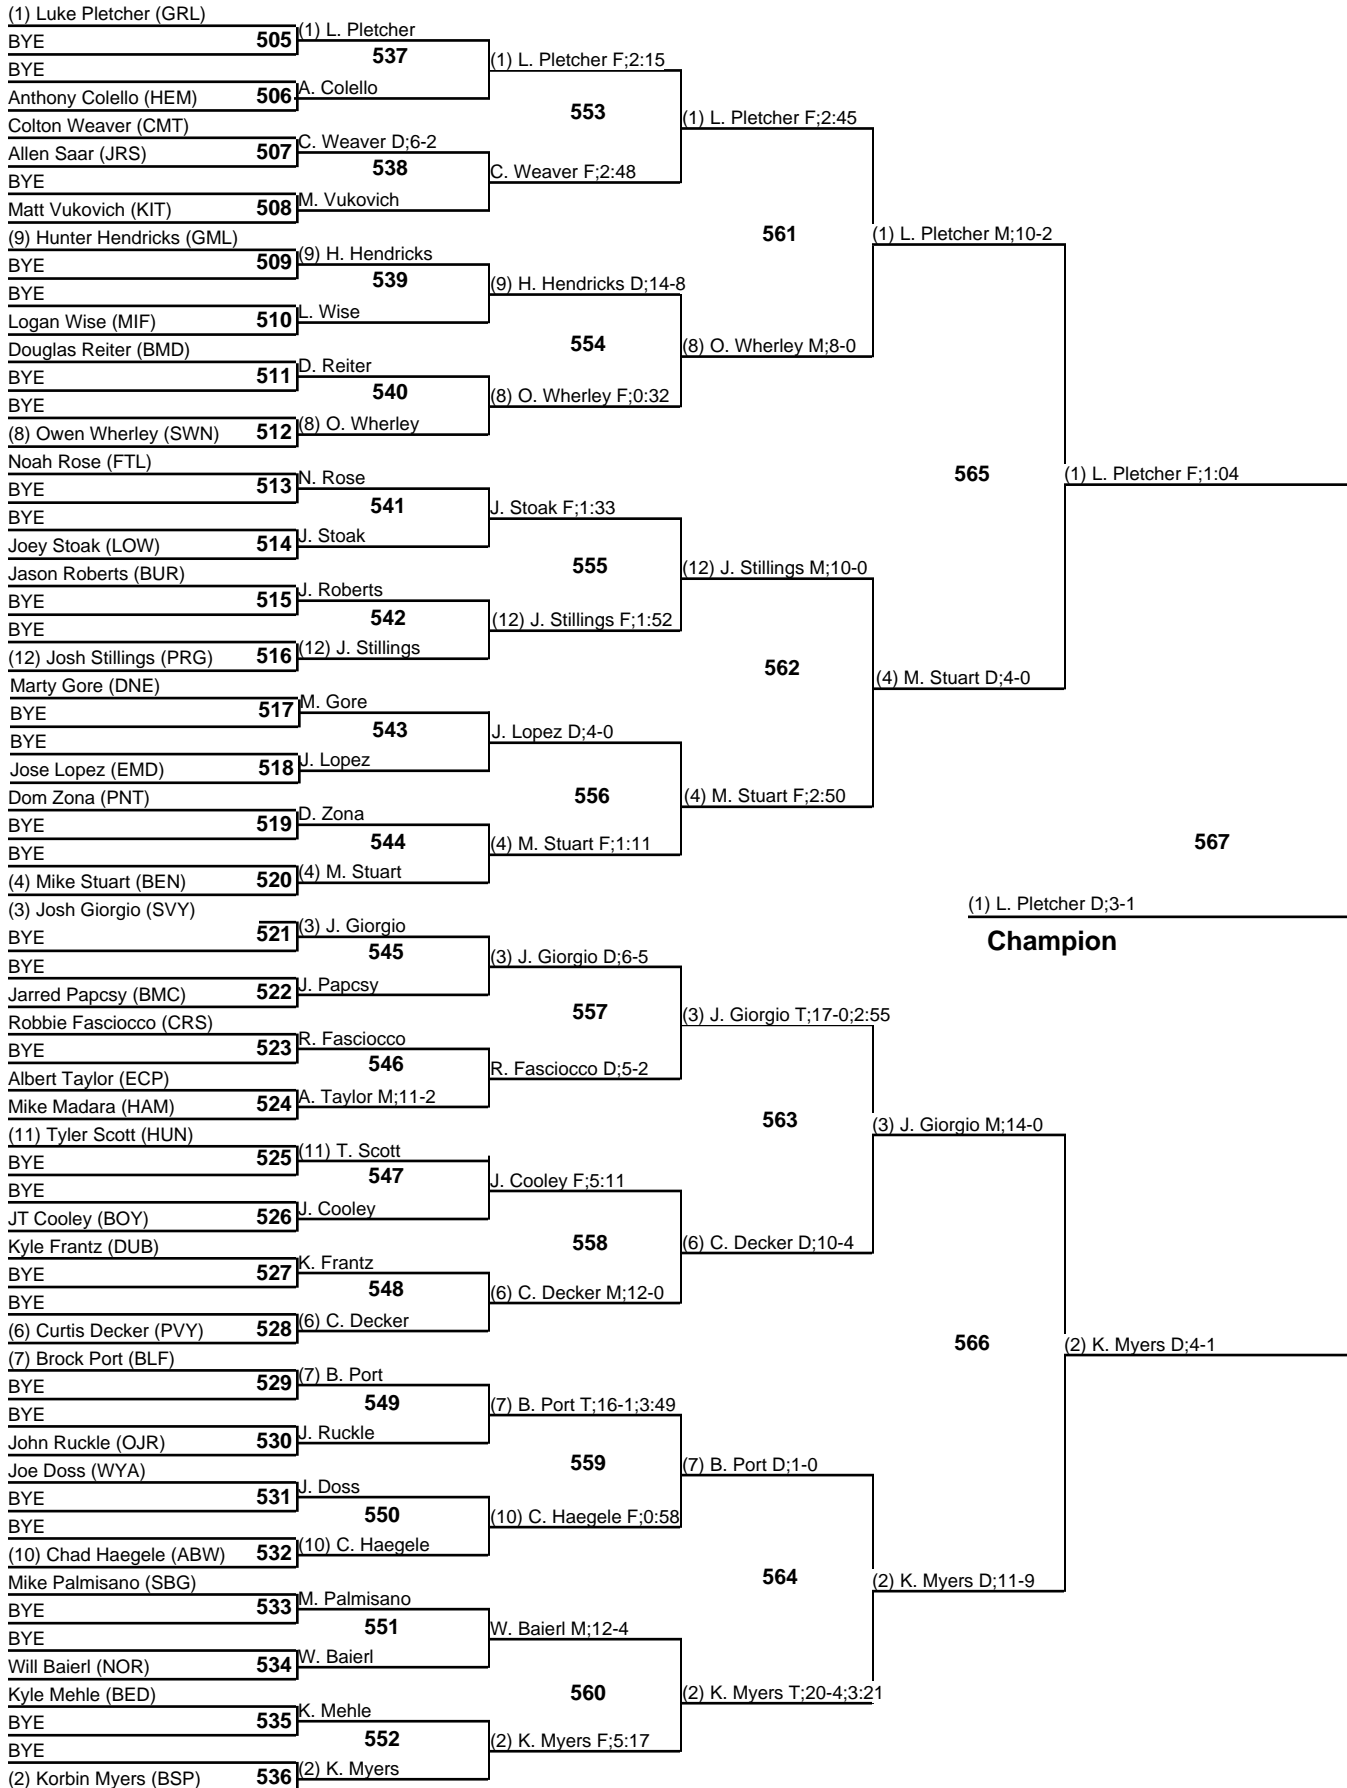 (1) Luke Pletcher (GRL)
BYE
505
BYE
Anthony Colello (HEM)
506
Colton Weaver (CMT)
Allen Saar (JRS)
507
BYE
Matt Vukovich (KIT)
508
(9) Hunter Hendricks (GML)
BYE
509
BYE
Logan Wise (MIF)
510
Douglas Reiter (BMD)
BYE
511
BYE
(8) Owen Wherley (SWN)
512
Noah Rose (FTL)
BYE
513
BYE
Joey Stoak (LOW)
514
Jason Roberts (BUR)
BYE
515
BYE
(12) Josh Stillings (PRG)
516
Marty Gore (DNE)
BYE
517
BYE
Jose Lopez (EMD)
518
Dom Zona (PNT)
BYE
519
BYE
(4) Mike Stuart (BEN)
520
(3) Josh Giorgio (SVY)
BYE
521
BYE
Jarred Papcsy (BMC)
522
Robbie Fasciocco (CRS)
BYE
523
Albert Taylor (ECP)
Mike Madara (HAM)
524
(11) Tyler Scott (HUN)
BYE
525
BYE
JT Cooley (BOY)
526
Kyle Frantz (DUB)
BYE
527
BYE
(6) Curtis Decker (PVY)
528
(7) Brock Port (BLF)
BYE
529
BYE
John Ruckle (OJR)
530
Joe Doss (WYA)
BYE
531
BYE
(10) Chad Haegele (ABW)
532
Mike Palmisano (SBG)
BYE
533
BYE
Will Baierl (NOR)
534
Kyle Mehle (BED)
BYE
535
BYE
(2) Korbin Myers (BSP)
536
(1) L. Pletcher
537
A. Colello
C. Weaver D;6-2
538
M. Vukovich
(9) H. Hendricks
539
L. Wise
D. Reiter
540
(8) O. Wherley
N. Rose
541
J. Stoak
J. Roberts
542
(12) J. Stillings
M. Gore
543
J. Lopez
D. Zona
544
(4) M. Stuart
(3) J. Giorgio
545
J. Papcsy
R. Fasciocco
546
A. Taylor M;11-2
(11) T. Scott
547
J. Cooley
K. Frantz
548
(6) C. Decker
(7) B. Port
549
J. Ruckle
J. Doss
550
(10) C. Haegele
M. Palmisano
551
W. Baierl
K. Mehle
552
(2) K. Myers
(1) L. Pletcher F;2:15
553
C. Weaver F;2:48
(9) H. Hendricks D;14-8
554
(8) O. Wherley F;0:32
J. Stoak F;1:33
555
(12) J. Stillings F;1:52
J. Lopez D;4-0
556
(4) M. Stuart F;1:11
(3) J. Giorgio D;6-5
557
R. Fasciocco D;5-2
J. Cooley F;5:11
558
(6) C. Decker M;12-0
(7) B. Port T;16-1;3:49
559
(10) C. Haegele F;0:58
W. Baierl M;12-4
560
(2) K. Myers F;5:17
(1) L. Pletcher F;2:45
561
(8) O. Wherley M;8-0
(12) J. Stillings M;10-0
562
(4) M. Stuart F;2:50
(3) J. Giorgio T;17-0;2:55
563
(6) C. Decker D;10-4
(7) B. Port D;1-0
564
(2) K. Myers T;20-4;3:21
(1) L. Pletcher M;10-2
565
(4) M. Stuart D;4-0
(3) J. Giorgio M;14-0
566
(2) K. Myers D;11-9
(1) L. Pletcher F;1:04
567
(2) K. Myers D;4-1
(1) L. Pletcher D;3-1
Champion